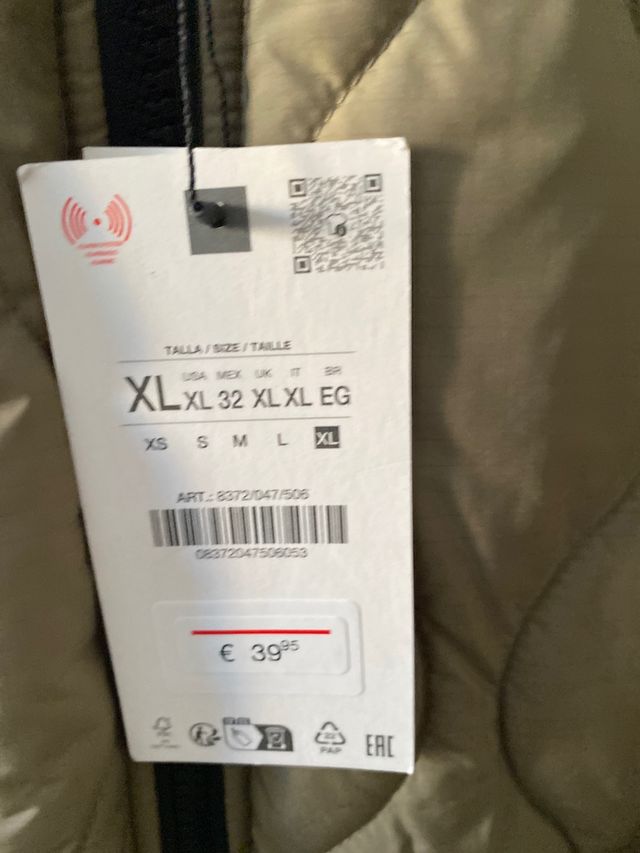 TALLA / SIZE / TAILLE
USA MEX UK IT BR
XL XL 32 XL XL EG
XS S M L XL
ART.: 8372/047/506
08372047506053
€ 39⁹⁵
22
PAP
EAC